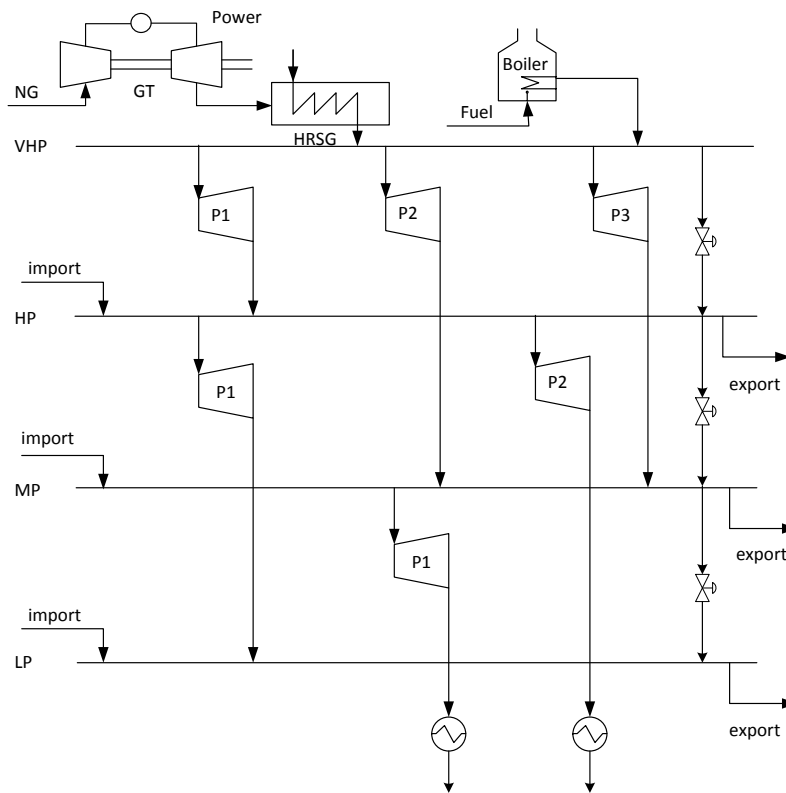 Power
Boiler
NG
GT
Fuel
HRSG
VHP
P1
P2
P3
import
HP
P1
P2
export
import
MP
P1
export
import
LP
export